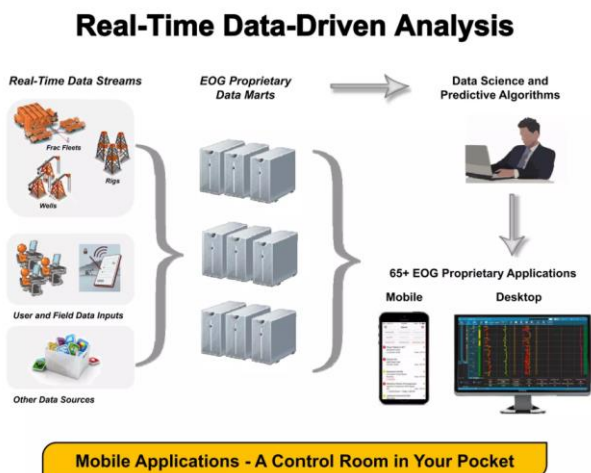 Real-Time Data-Driven Analysis
Real-Time Data Streams
Frac Fleets
Rigs
Wells
User and Field Data Inputs
Other Data Sources
EOG Proprietary
Data Marts
Data Science and
Predictive Algorithms
65+ EOG Proprietary Applications
Mobile
Desktop
Mobile Applications - A Control Room in Your Pocket